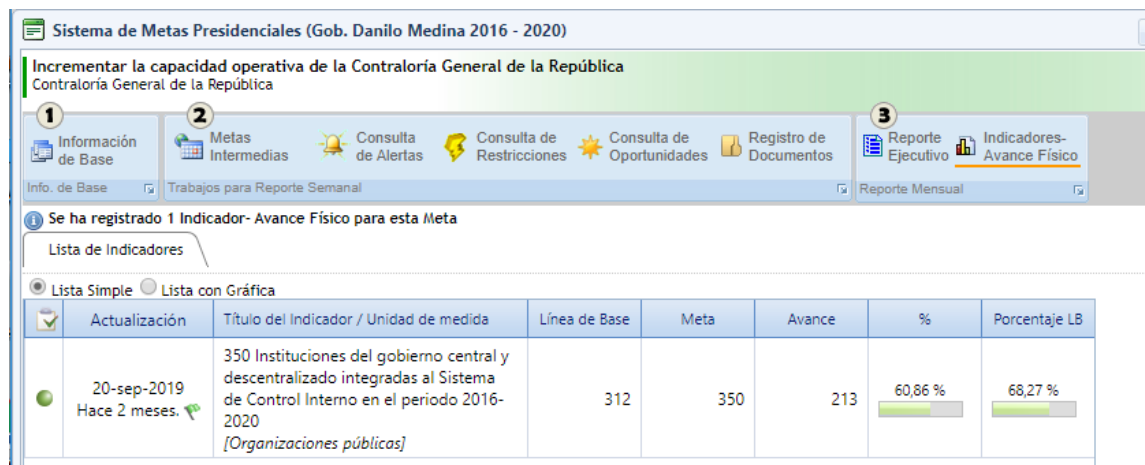 Sistema de Metas Presidenciales (Gob. Danilo Medina 2016 - 2020)
Incrementar la capacidad operativa de la Contraloría General de la República
Contraloría General de la República
1
2
3
Información
de Base
Metas
Intermedias
Consulta
de Alertas
Consulta de
Restricciones
Consulta de
Oportunidades
Registro de
Documentos
Reporte
Ejecutivo
Indicadores-
Avance Físico
Info. de Base
Trabajos para Reporte Semanal
Reporte Mensual
Se ha registrado 1 Indicador- Avance Físico para esta Meta
Lista de Indicadores
Lista Simple Lista con Gráfica
Actualización Título del Indicador / Unidad de medida Línea de Base Meta Avance % Porcentaje LB
20-sep-2019
Hace 2 meses.
350 Instituciones del gobierno central y
descentralizado integradas al Sistema
de Control Interno en el periodo 2016-
2020
[Organizaciones públicas]
312 350 213 60,86 % 68,27 %